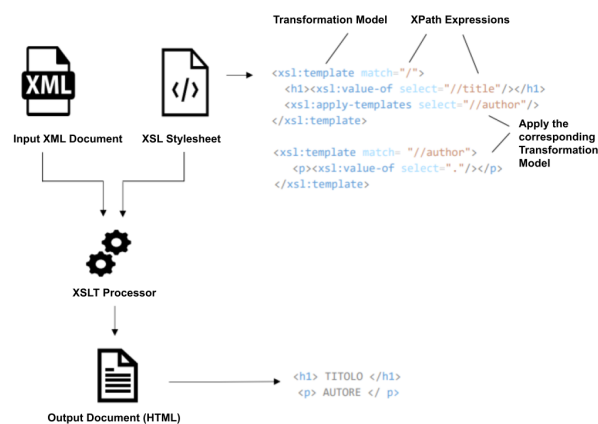 Transformation Model
XPath Expressions
XML
</>
<xsl:template match="/">
<h1><xsl:value-of select="//title"/></h1>
<xsl:apply-templates select="//author"/>
</xsl:template>
Input XML Document
XSL Stylesheet
Apply the
corresponding
Transformation
Model
<xsl:template match= "//author">
<p><xsl:value-of select="."/></p>
</xsl:template>
XSLT Processor
<h1> TITOLO </h1>
<p> AUTORE </ p>
Output Document (HTML)